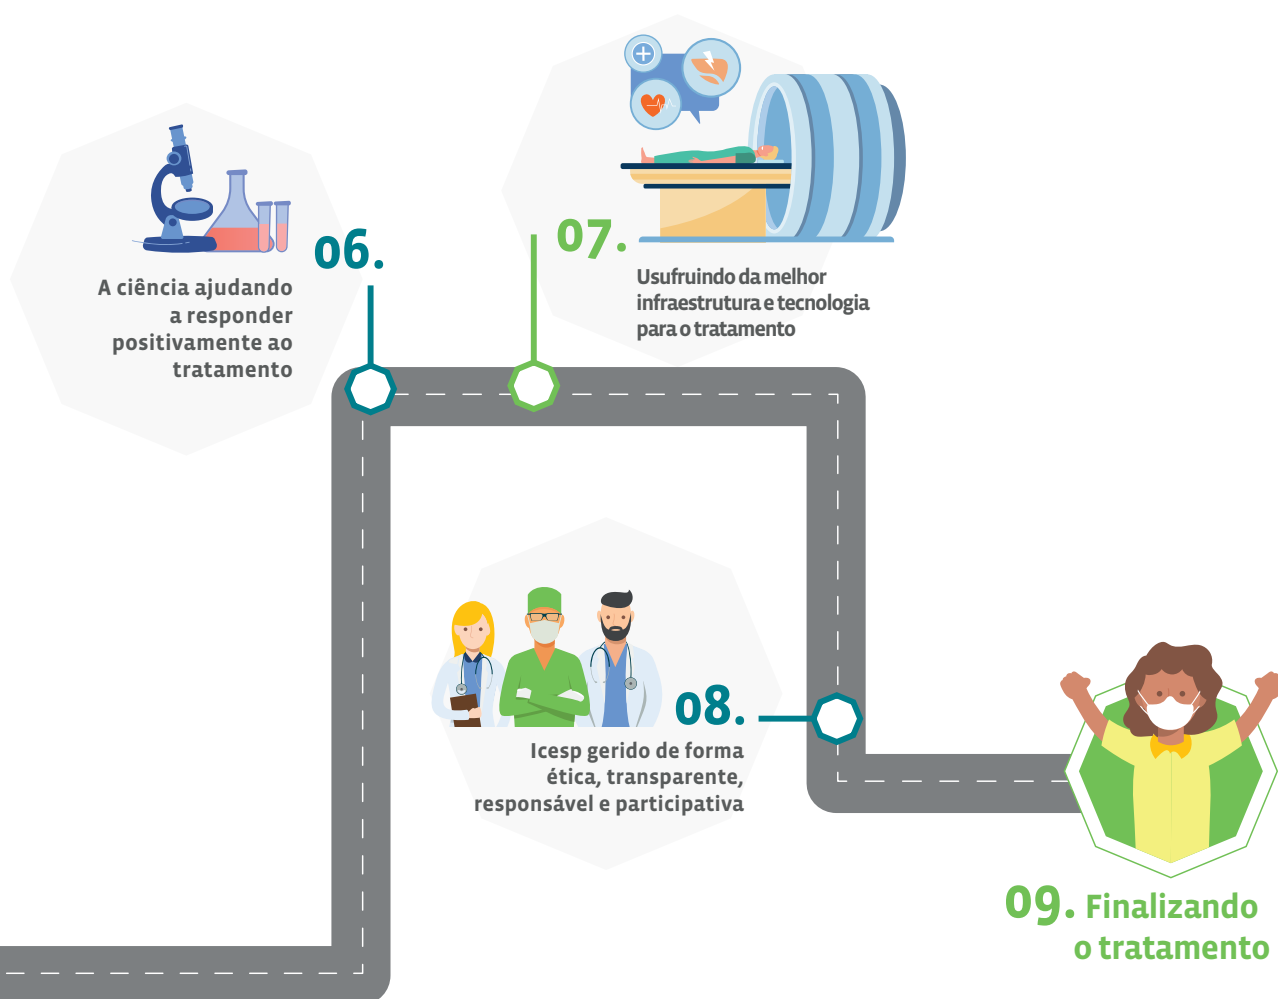 06.
A ciência ajudando
a responder
positivamente ao
tratamento
07.
Usufruindo da melhor
infraestrutura e tecnologia
para o tratamento
08.
Icesp gerido de forma
ética, transparente,
responsável e participativa
09. Finalizando
o tratamento